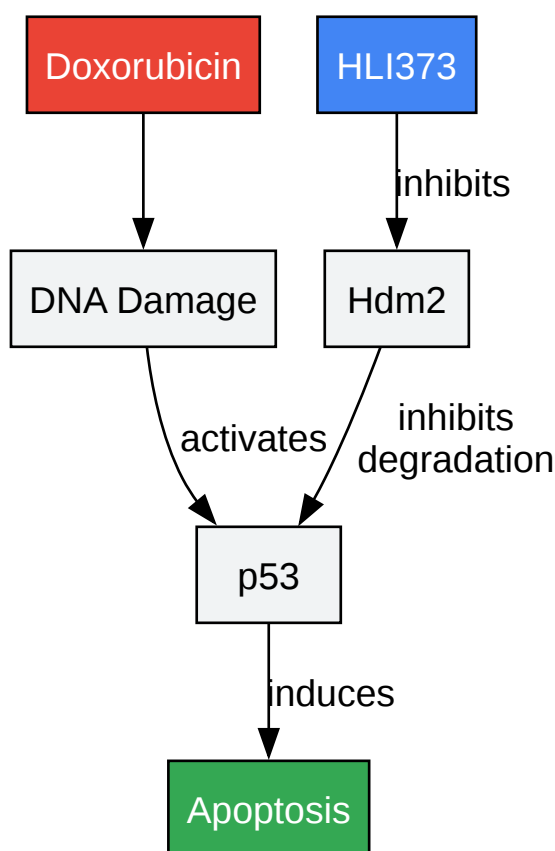 Doxorubicin
HLI373
inhibits
DNA Damage
Hdm2
activates
inhibits
degradation
p53
induces
Apoptosis